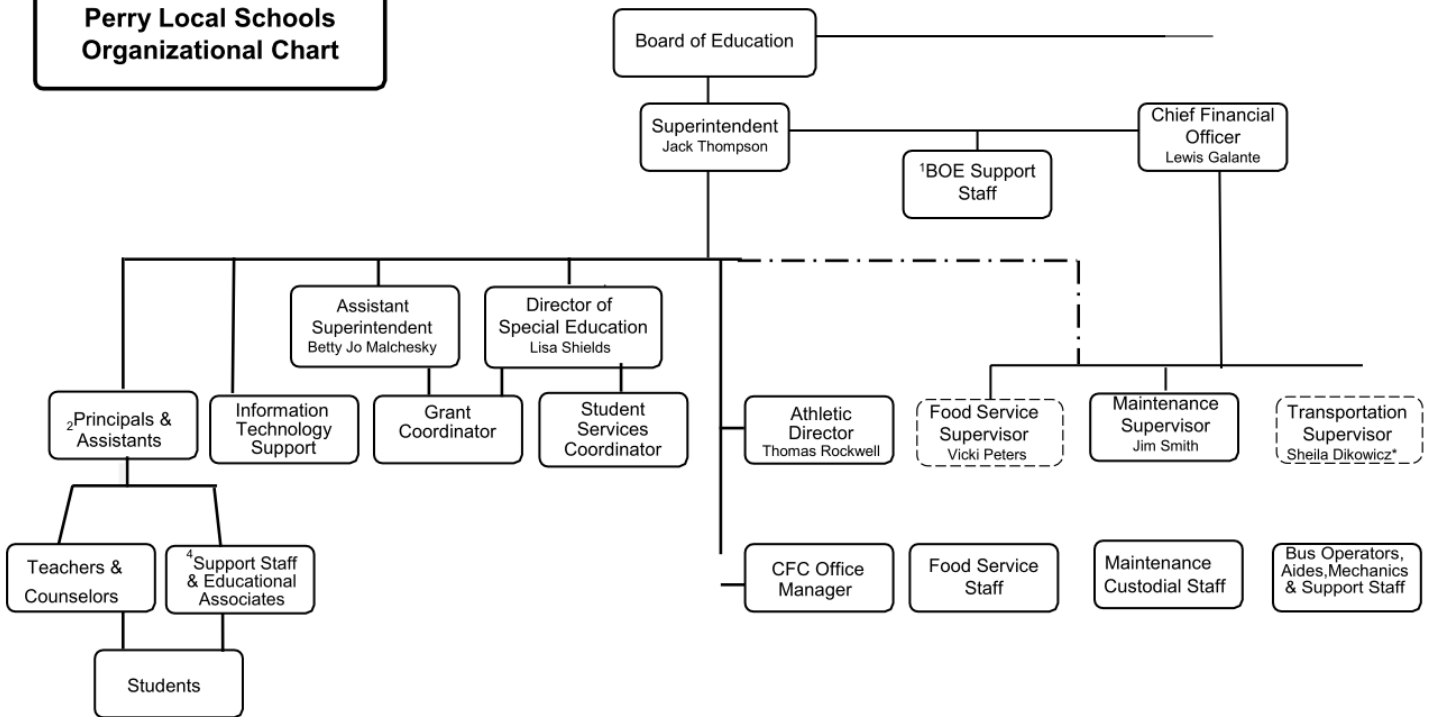 Perry Local Schools
Organizational Chart
Board of Education
Superintendent
Jack Thompson
Chief Financial
Officer
Lewis Galante
¹BOE Support
Staff
Assistant
Superintendent
Betty Jo Malchesky
Director of
Special Education
Lisa Shields
₂Principals &
Assistants
Information
Technology
Support
Grant
Coordinator
Student
Services
Coordinator
Athletic
Director
Thomas Rockwell
Food Service
Supervisor
Vicki Peters
Maintenance
Supervisor
Jim Smith
Transportation
Supervisor
Sheila Dikowicz*
Teachers &
Counselors
⁴Support Staff
& Educational
Associates
CFC Office
Manager
Food Service
Staff
Maintenance
Custodial Staff
Bus Operators,
Aides,Mechanics
& Support Staff
Students